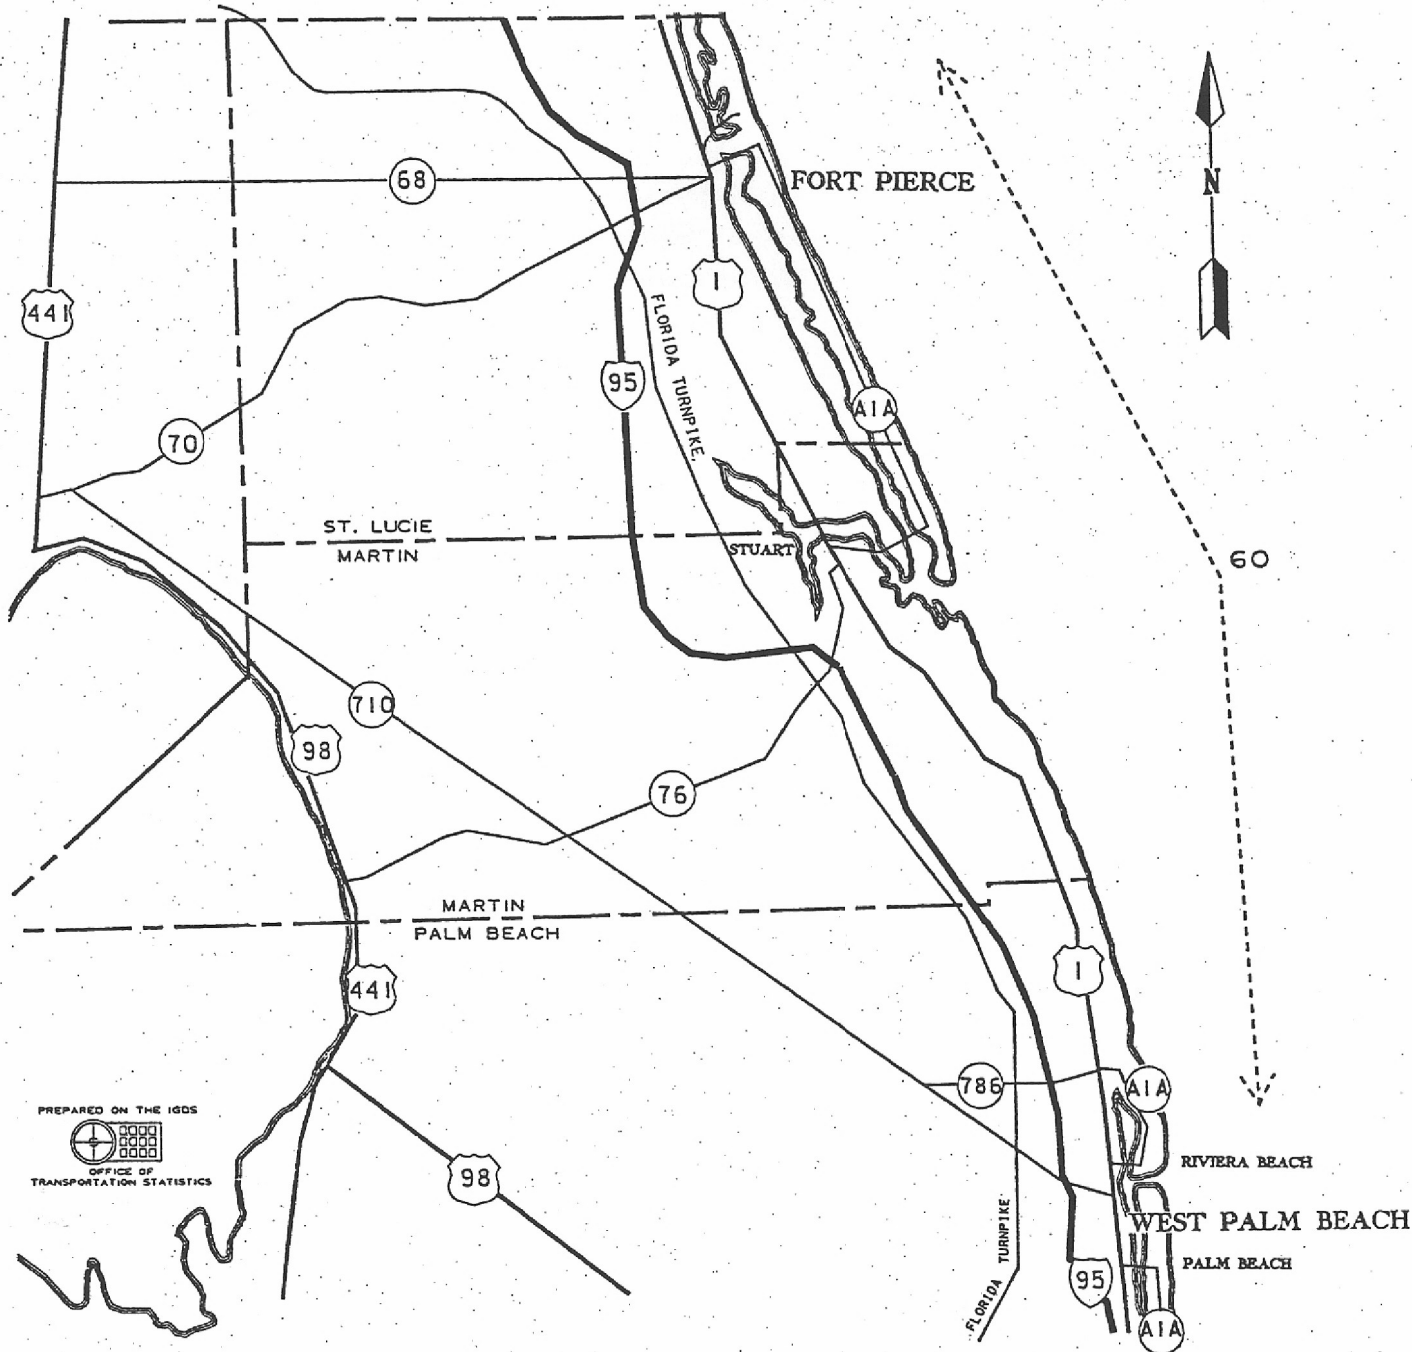 68
FORT PIERCE
N
1
441
FLORIDA TURNPIKE,
95
A1A
70
ST. LUCIE
MARTIN
STUART
60
710
98
76
MARTIN
PALM BEACH
441
1
786
A1A
PREPARED ON THE IGDS
OFFICE OF
TRANSPORTATION STATISTICS
98
RIVIERA BEACH
WEST PALM BEACH
FLORIDA TURNPIKE
PALM BEACH
95
A1A